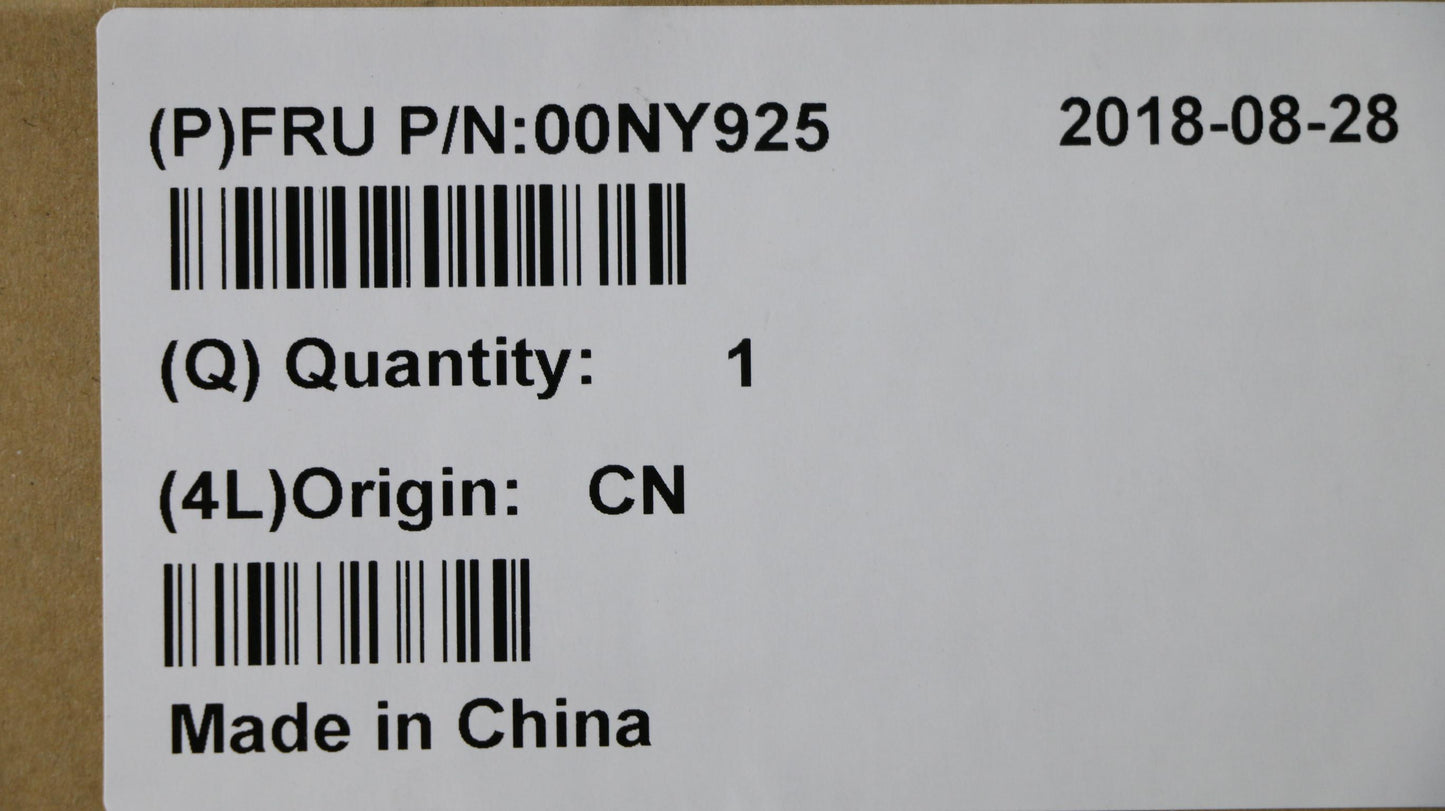 (P)FRU P/N:00NY925 2018-08-28
(Q) Quantity: 1
(4L)Origin: CN
Made in China